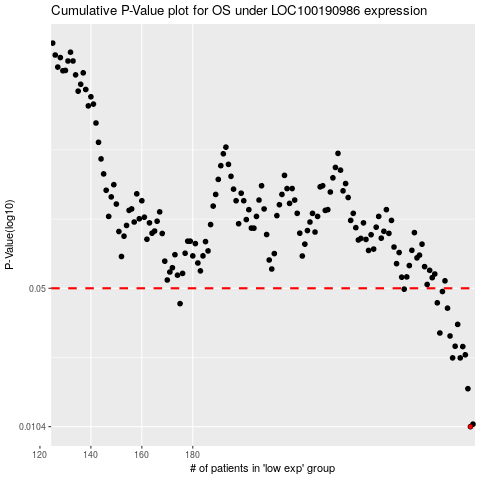 Cumulative P-Value plot for OS under LOC100190986 expression
P-Value(log10)
0.05
0.0104
120 140 160 180
# of patients in 'low exp' group